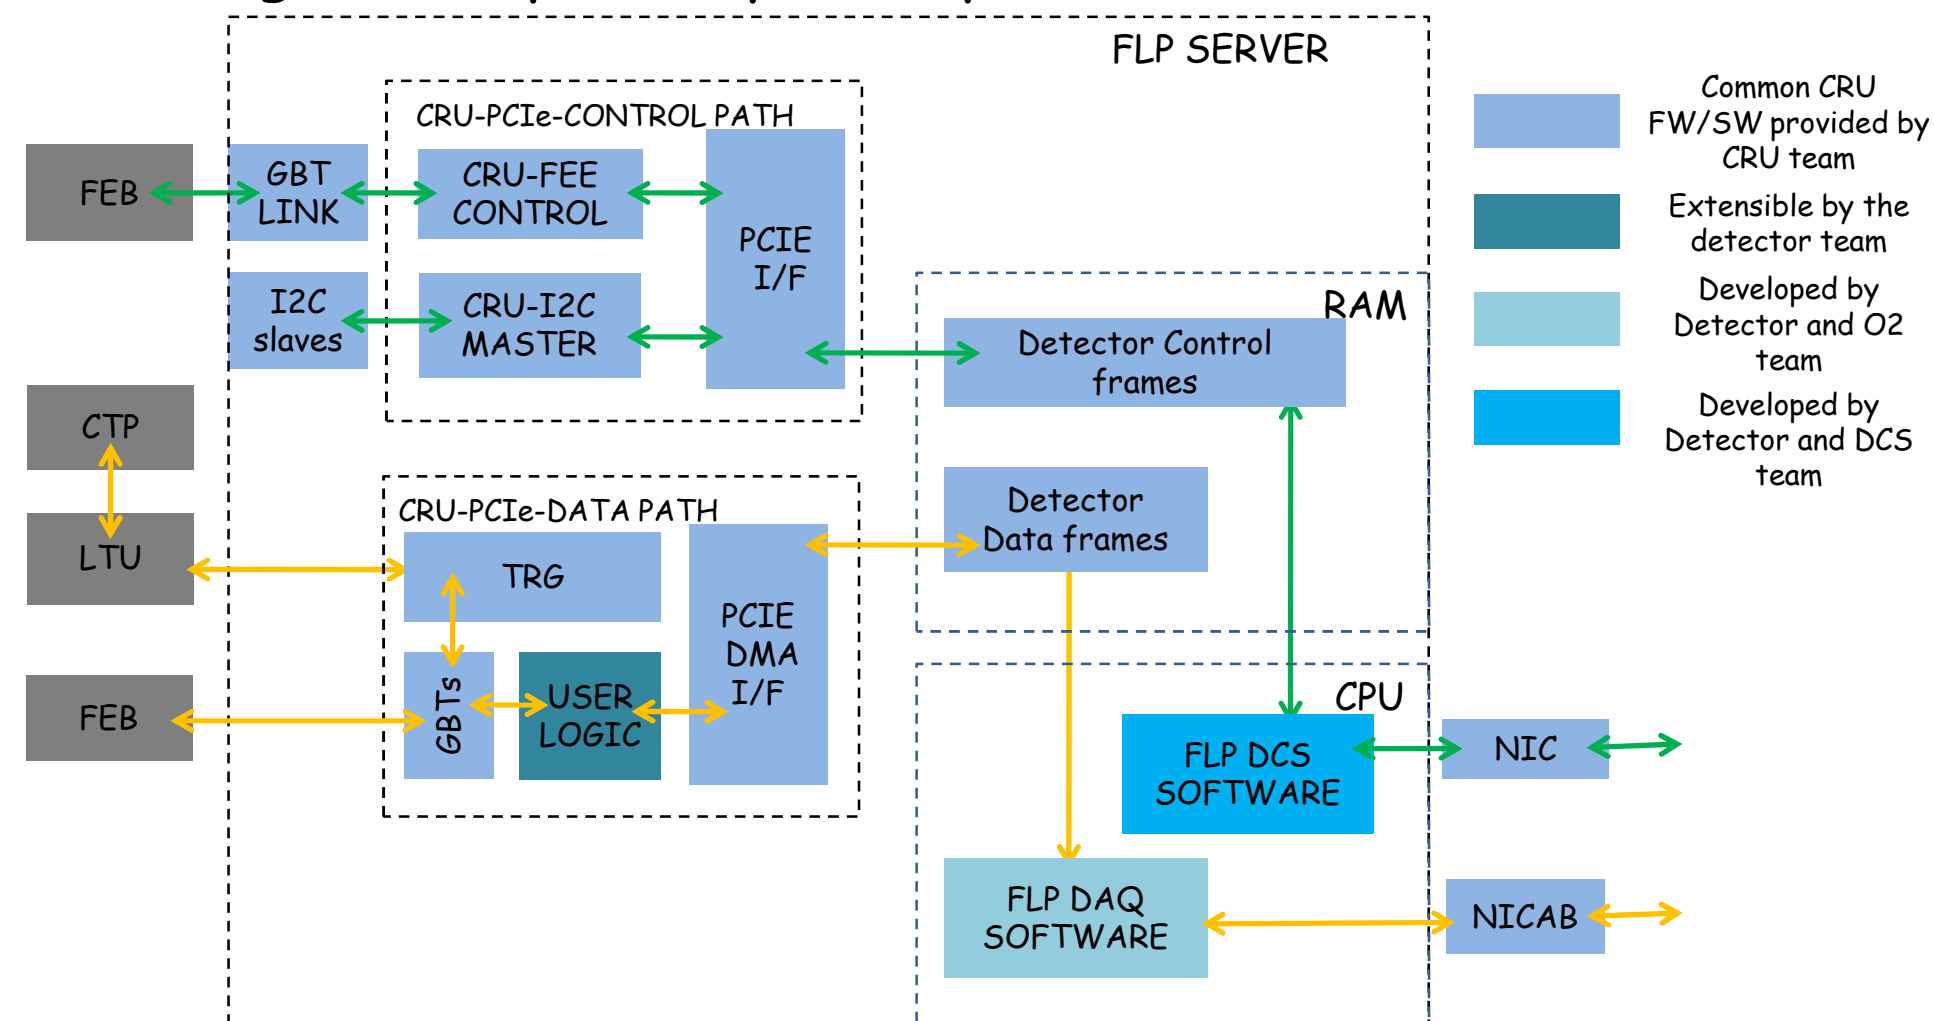 FLP SERVER
CRU-PCIe-CONTROL PATH
FEB
GBT
LINK
CRU-FEE
CONTROL
PCIE
I/F
I2C
slaves
CRU-I2C
MASTER
RAM
Detector Control
frames
CTP
LTU
CRU-PCIe-DATA PATH
TRG
PCIE
DMA
I/F
Detector
Data frames
FEB
GBTs
USER
LOGIC
CPU
FLP DCS
SOFTWARE
NIC
FLP DAQ
SOFTWARE
NICAB
Common CRU
FW/SW provided by
CRU team
Extensible by the
detector team
Developed by
Detector and O2
team
Developed by
Detector and DCS
team